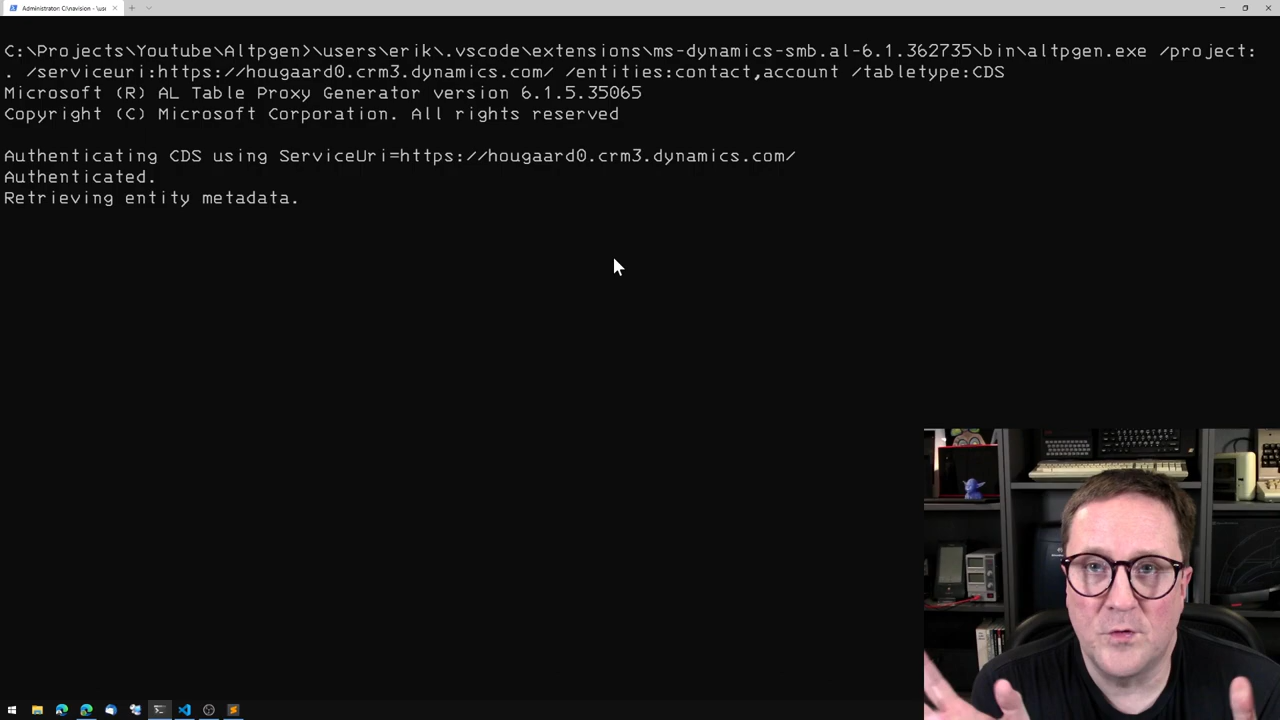 Administrator: C:\navision - \use
C:\Projects\Youtube\Altpgen>\users\erik\.vscode\extensions\ms-dynamics-smb.al-6.1.362735\bin\altpgen.exe /project:
. /serviceuri:https://hougaard0.crm3.dynamics.com/ /entities:contact,account /tabletype:CDS
Microsoft (R) AL Table Proxy Generator version 6.1.5.35065
Copyright (C) Microsoft Corporation. All rights reserved
Authenticating CDS using ServiceUri=https://hougaard0.crm3.dynamics.com/
Authenticated.
Retrieving entity metadata.